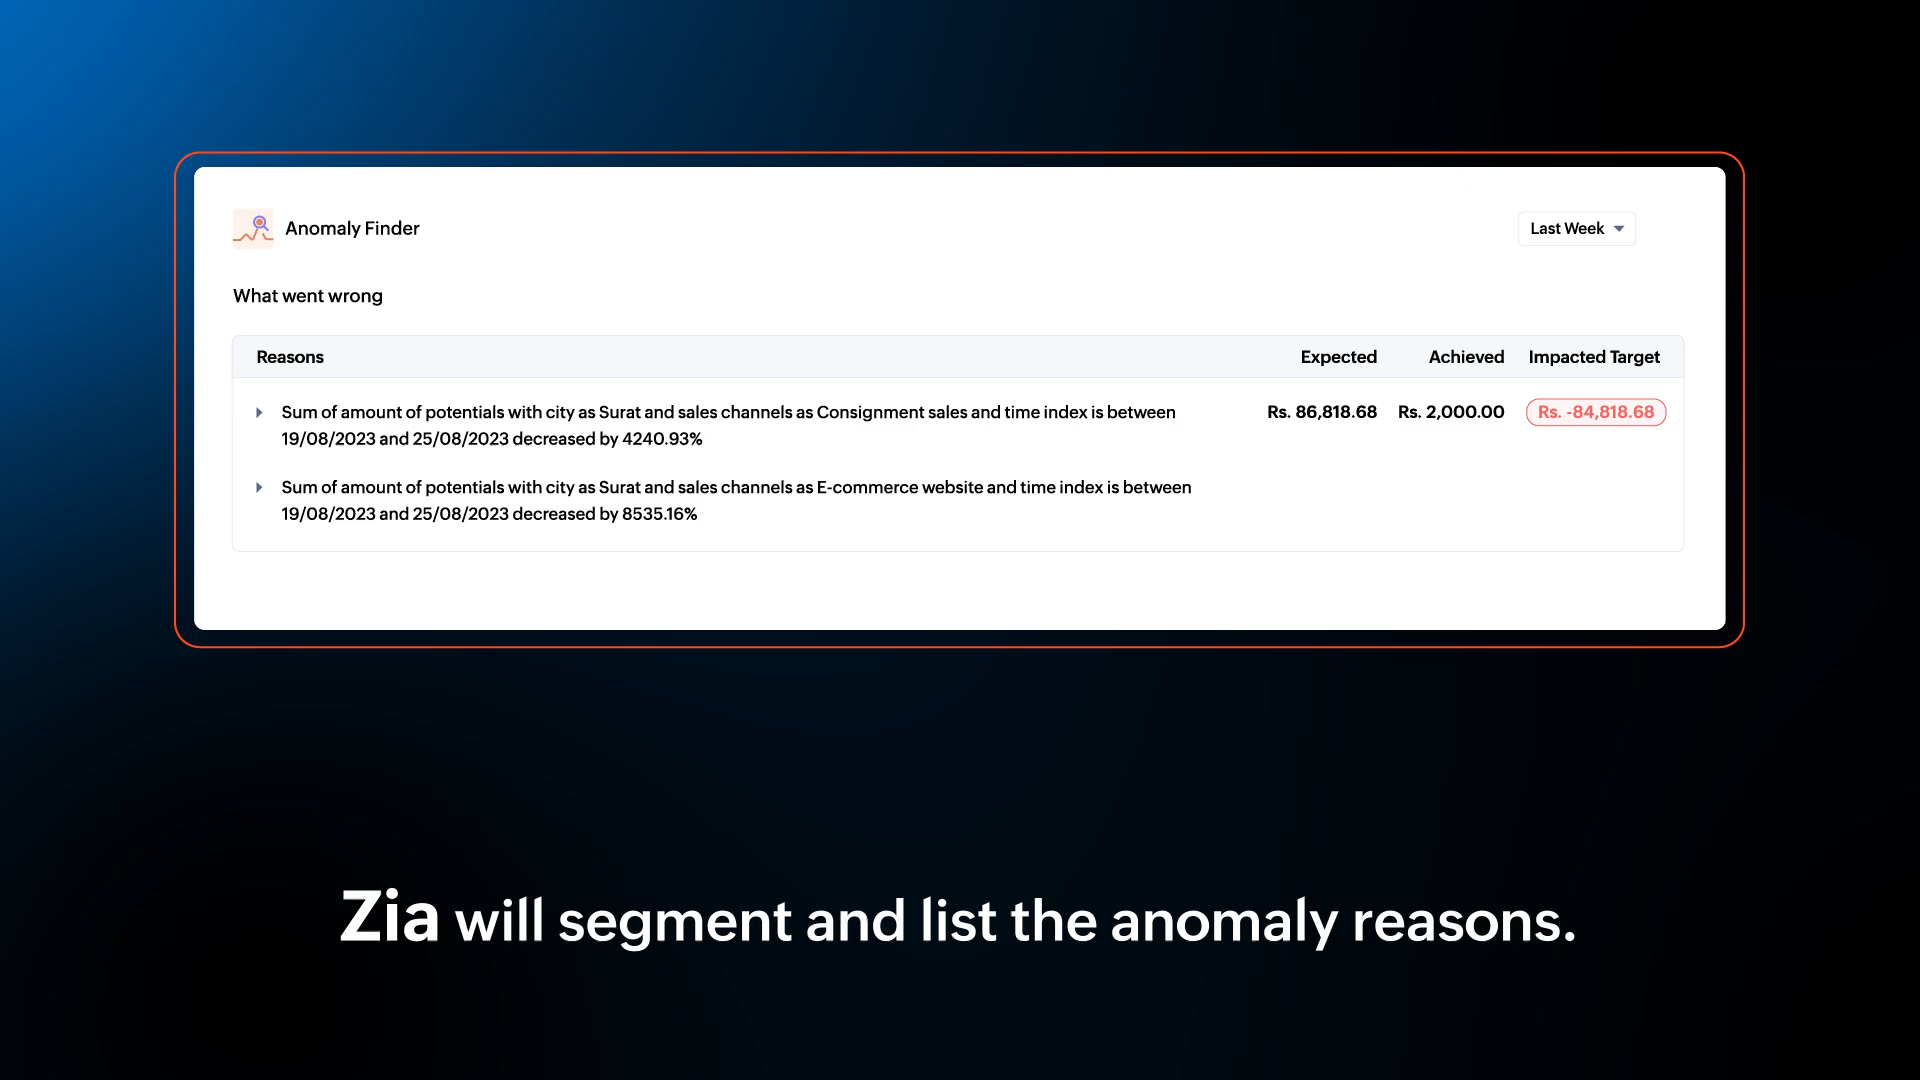 Anomaly Finder
Last Week
What went wrong
Reasons Expected Achieved Impacted Target
Sum of amount of potentials with city as Surat and sales channels as Consignment sales and time index is between Rs. 86,818.68 Rs. 2,000.00 Rs. -84,818.68
19/08/2023 and 25/08/2023 decreased by 4240.93%
Sum of amount of potentials with city as Surat and sales channels as E-commerce website and time index is between
19/08/2023 and 25/08/2023 decreased by 8535.16%
Zia will segment and list the anomaly reasons.